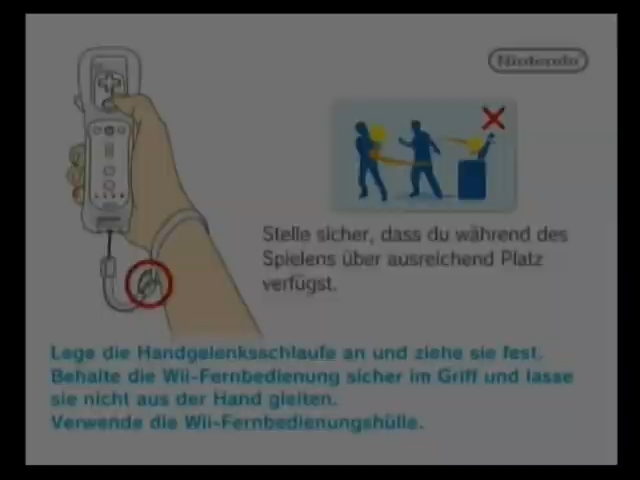 Nintendo
Stelle sicher, dass du während des
Spielens über ausreichend Platz
verfügst.
Lege die Handgelenksschlaufe an und ziehe sie fest.
Behalte die Wii-Fernbedienung sicher im Griff und lasse
sie nicht aus der Hand gleiten.
Verwende die Wii-Fernbedienungshülle.